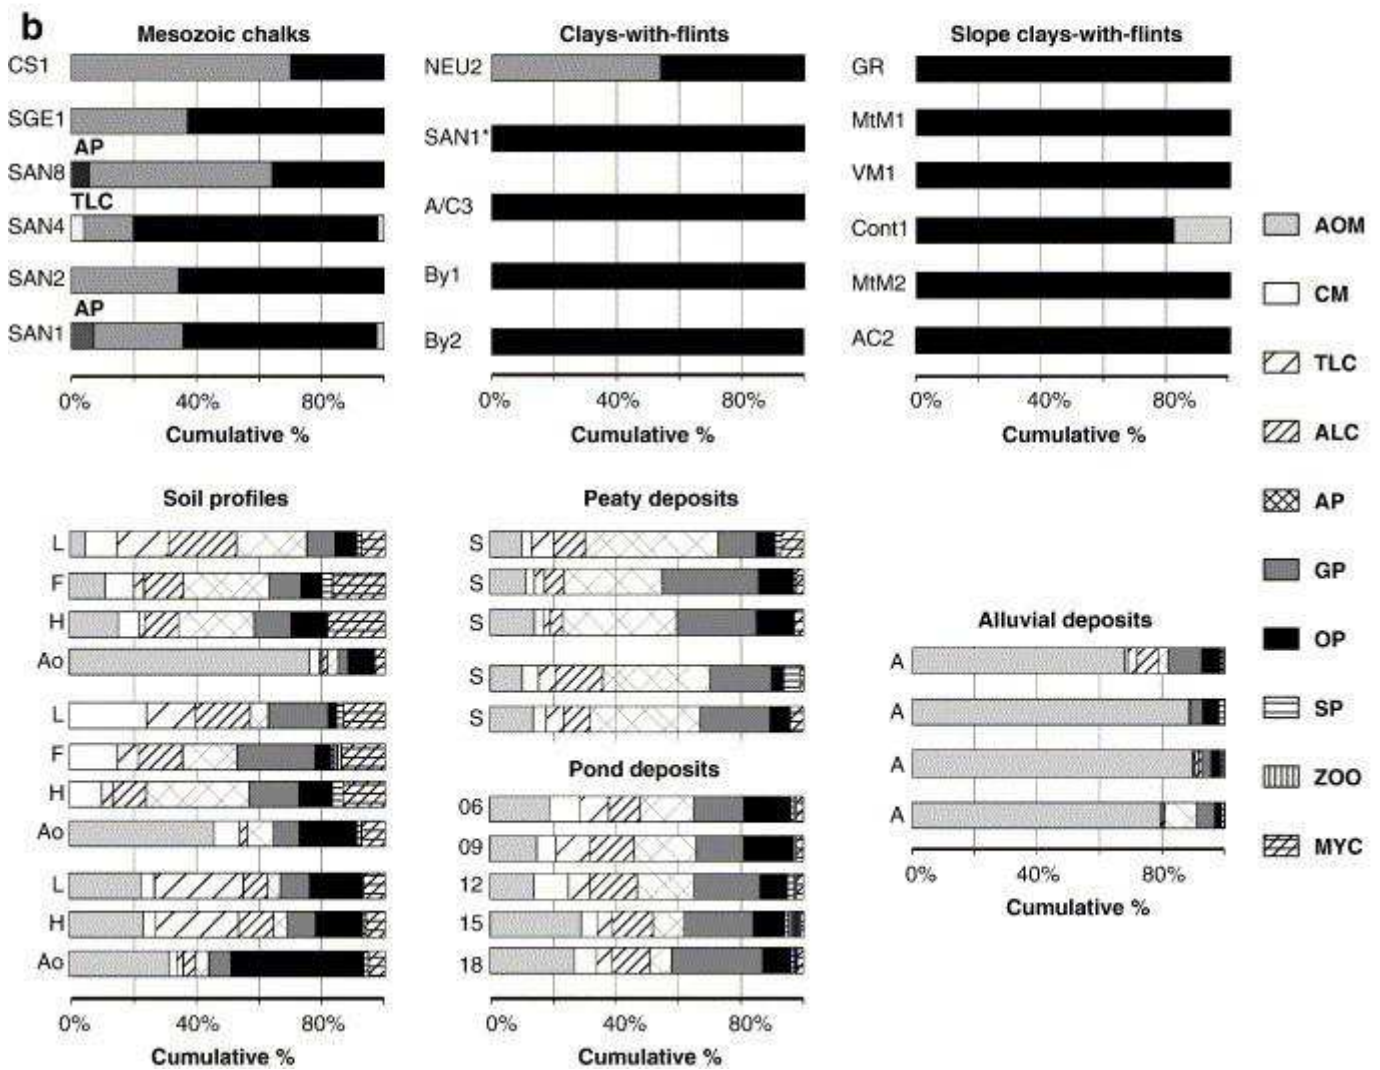 b
Mesozoic chalks
CS1
SGE1
AP
SAN8
TLC
SAN4
SAN2
AP
SAN1
0% 40% 80%
Cumulative %
Clays-with-flints
NEU2
SAN1*
A/C3
By1
By2
0% 40% 80%
Cumulative %
Slope clays-with-flints
GR
MtM1
VM1
Cont1
MtM2
AC2
0% 40% 80%
Cumulative %
AOM
CM
TLC
ALC
AP
GP
OP
SP
ZOO
MYC
Soil profiles
L
F
H
Ao
L
F
H
Ao
L
H
Ao
0% 40% 80%
Cumulative %
Peaty deposits
S
S
S
S
S
Pond deposits
06
09
12
15
18
0% 40% 80%
Cumulative %
Alluvial deposits
A
A
A
A
0% 40% 80%
Cumulative %